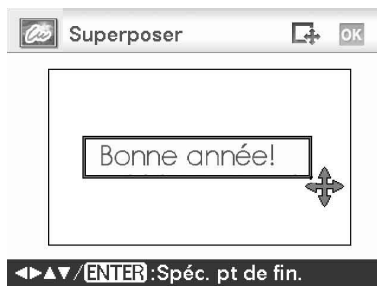 Superposer OK
Bonne année!
◄►▲▼/ENTER:Spéc. pt de fin.